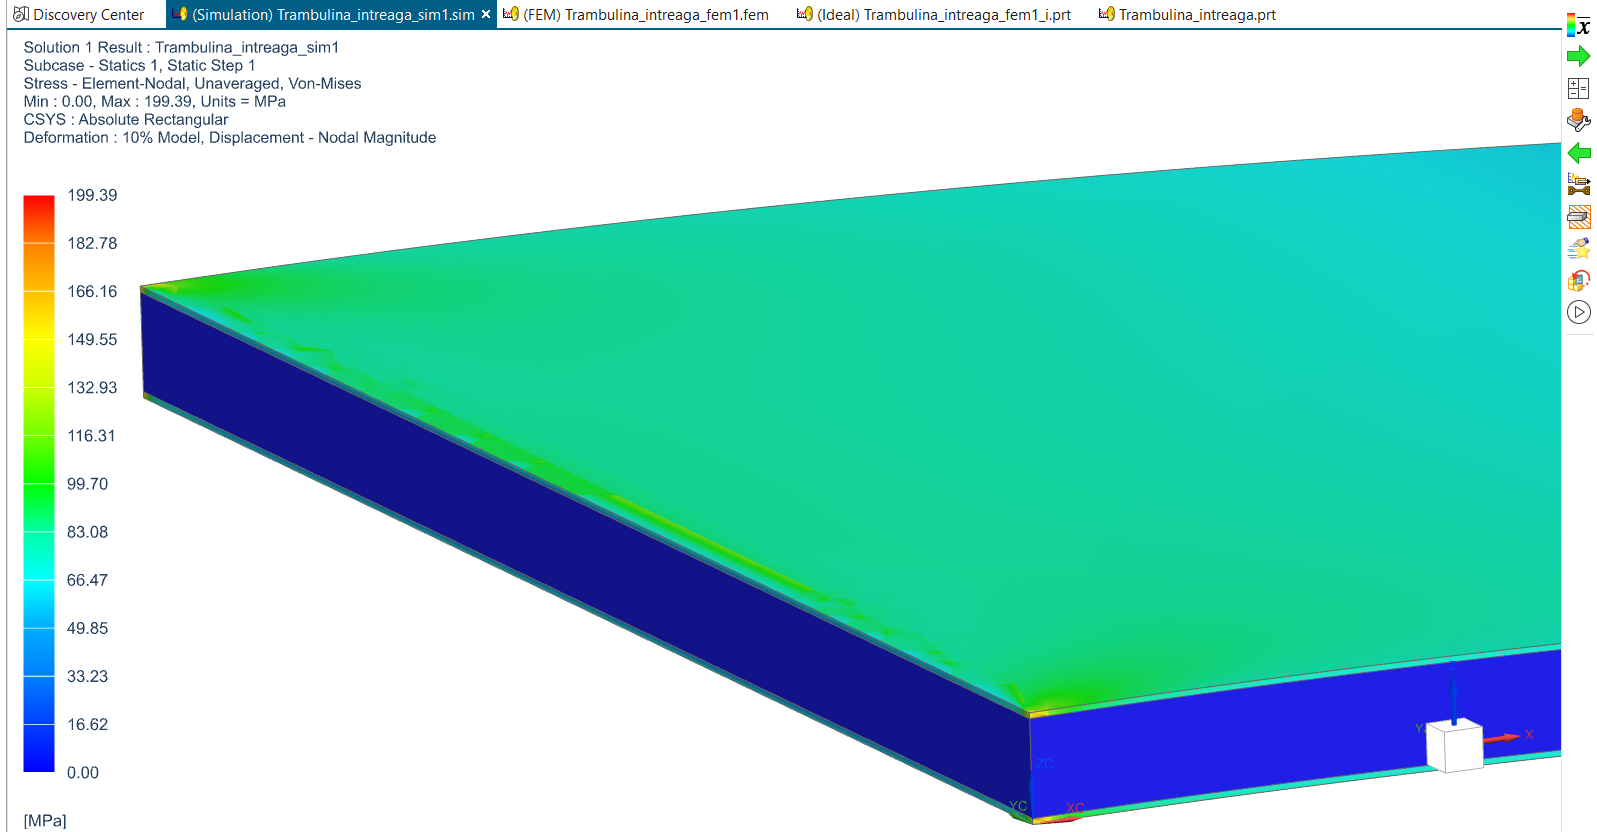 Discovery Center
(Simulation) Trambulina_intreaga_sim1.sim
(FEM) Trambulina_intreaga_fem1.fem
(Ideal) Trambulina_intreaga_fem1_i.prt
Trambulina_intreaga.prt
Solution 1 Result : Trambulina_intreaga_sim1
Subcase - Statics 1, Static Step 1
Stress - Element-Nodal, Unaveraged, Von-Mises
Min : 0.00, Max : 199.39, Units = MPa
CSYS : Absolute Rectangular
Deformation : 10% Model, Displacement - Nodal Magnitude
199.39
182.78
166.16
149.55
132.93
116.31
99.70
83.08
66.47
49.85
33.23
16.62
0.00
[MPa]
Z
Y
X
ZC
YC
XC